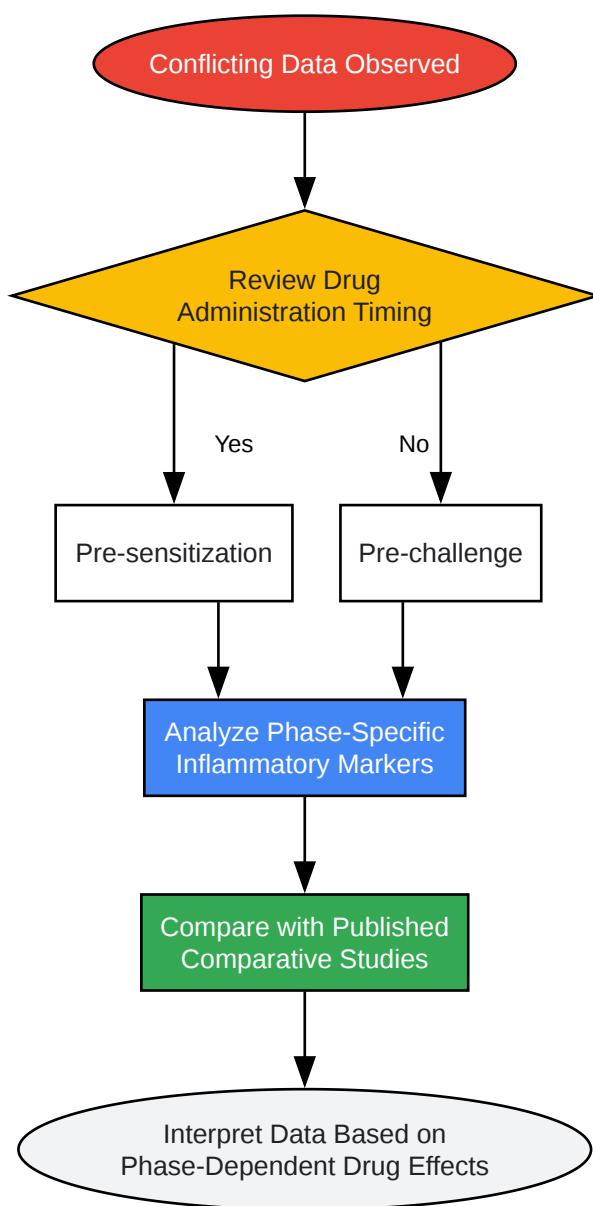 Conflicting Data Observed
Review Drug
Administration Timing
Yes
No
Pre-sensitization
Pre-challenge
Analyze Phase-Specific
Inflammatory Markers
Compare with Published
Comparative Studies
Interpret Data Based on
Phase-Dependent Drug Effects